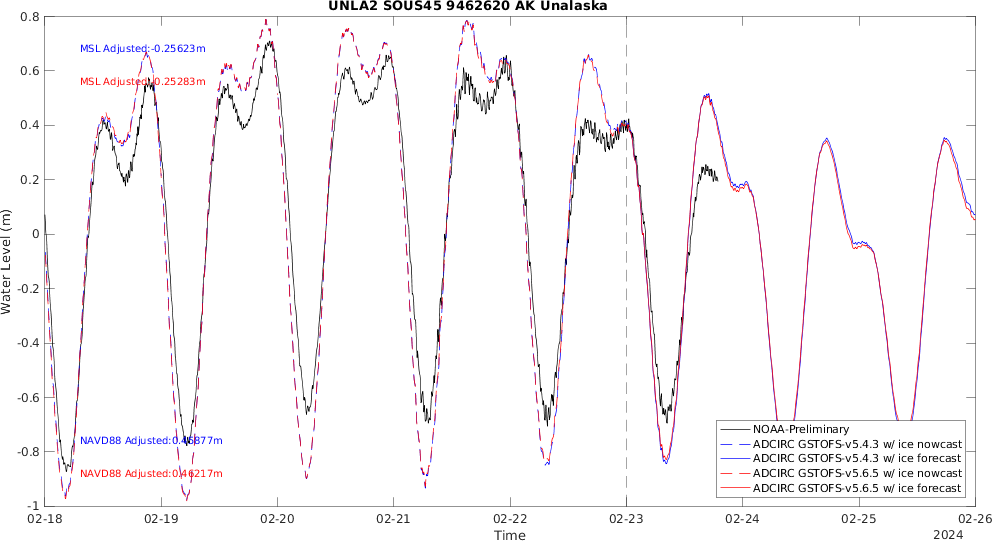 UNLA2 SOUS45 9462620 AK Unalaska
0.8
0.6
0.4
0.2
0
-0.2
-0.4
-0.6
-0.8
-1
Water Level (m)
MSL Adjusted:-0.25623m
MSL Adjusted:-0.25283m
NAVD88 Adjusted:0.46877m
NAVD88 Adjusted:0.46217m
NOAA-Preliminary
ADCIRC GSTOFS-v5.4.3 w/ ice nowcast
ADCIRC GSTOFS-v5.4.3 w/ ice forecast
ADCIRC GSTOFS-v5.6.5 w/ ice nowcast
ADCIRC GSTOFS-v5.6.5 w/ ice forecast
02-18 02-19 02-20 02-21 02-22 02-23 02-24 02-25 02-26
Time
2024